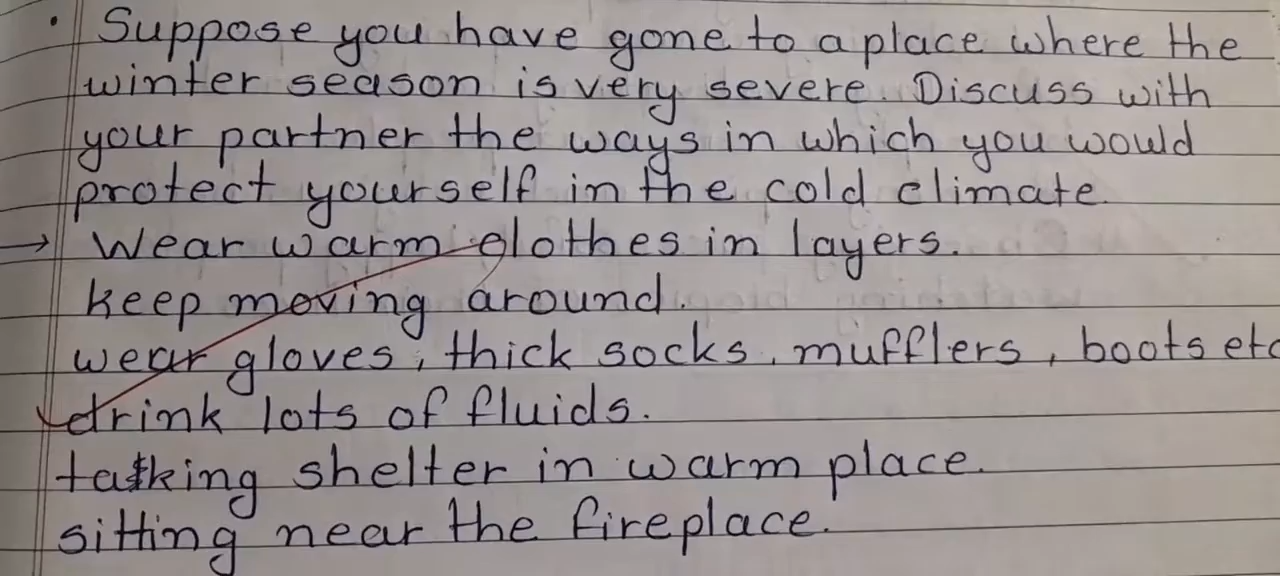 • Suppose you have gone to a place where the
winter season is very severe. Discuss with
your partner the ways in which you would
protect yourself in the cold climate.
→ Wear warm clothes in layers.
keep moving around.
wear gloves, thick socks, mufflers, boots etc
drink lots of fluids.
taking shelter in warm place.
sitting near the fireplace.